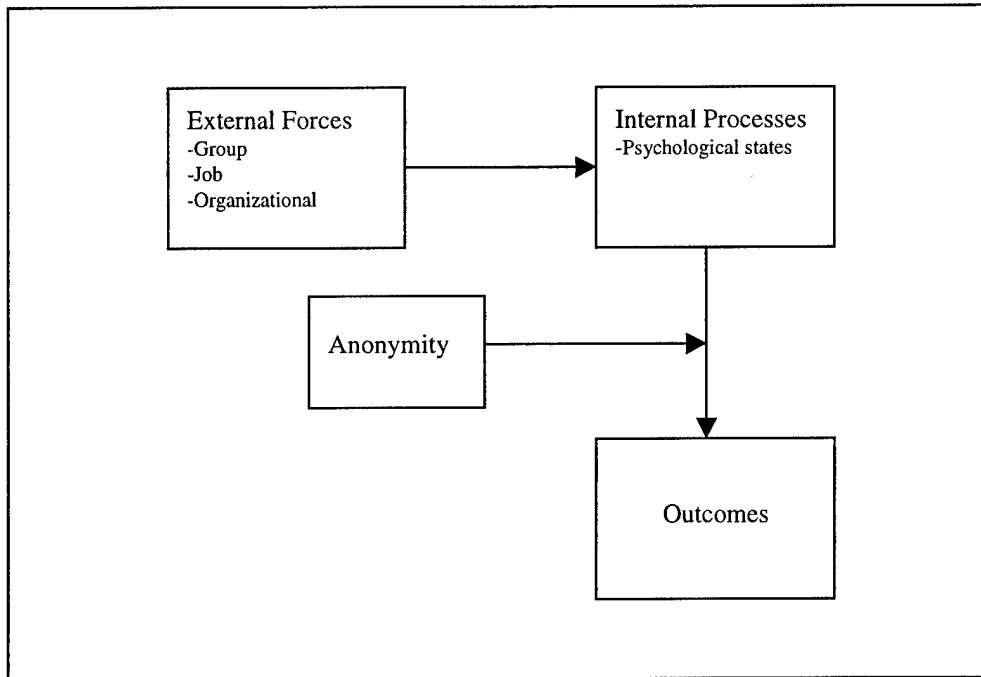 External Forces
-Group
-Job
-Organizational
Internal Processes
-Psychological states
Anonymity
Outcomes